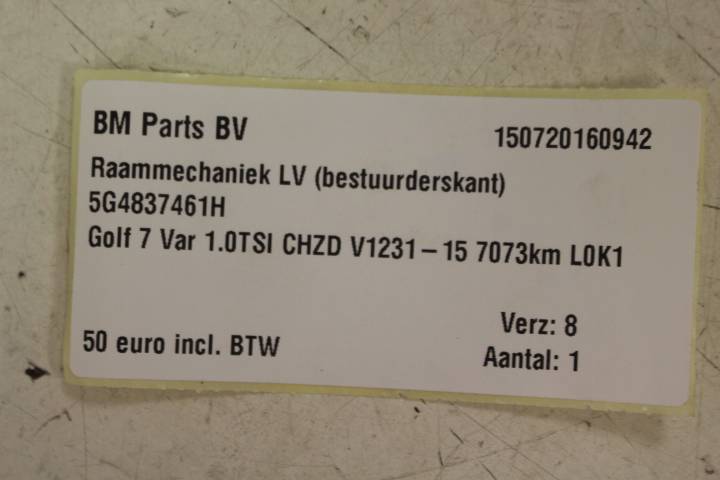 BM Parts BV 150720160942
Raammechaniek LV (bestuurderskant)
5G4837461H
Golf 7 Var 1.0TSI CHZD V1231-15 7073km L0K1
Verz: 8
50 euro incl. BTW
Aantal: 1